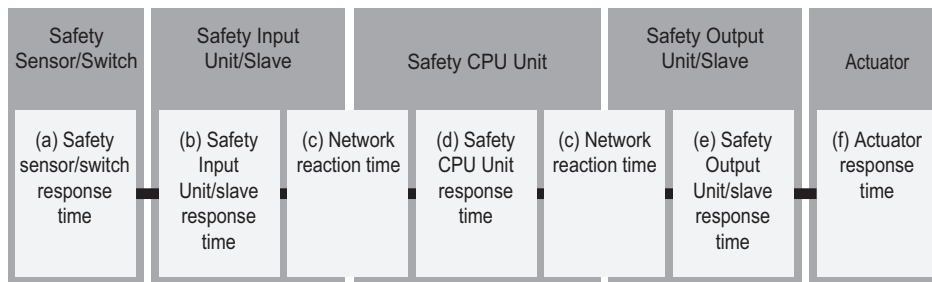 Safety
Sensor/Switch
Safety Input
Unit/Slave
Safety CPU Unit
Safety Output
Unit/Slave
Actuator
(a) Safety
sensor/switch
response
time
(b) Safety
Input
Unit/slave
response
time
(c) Network
reaction time
(d) Safety
CPU Unit
response
time
(c) Network
reaction time
(e) Safety
Output
Unit/slave
response
time
(f) Actuator
response
time